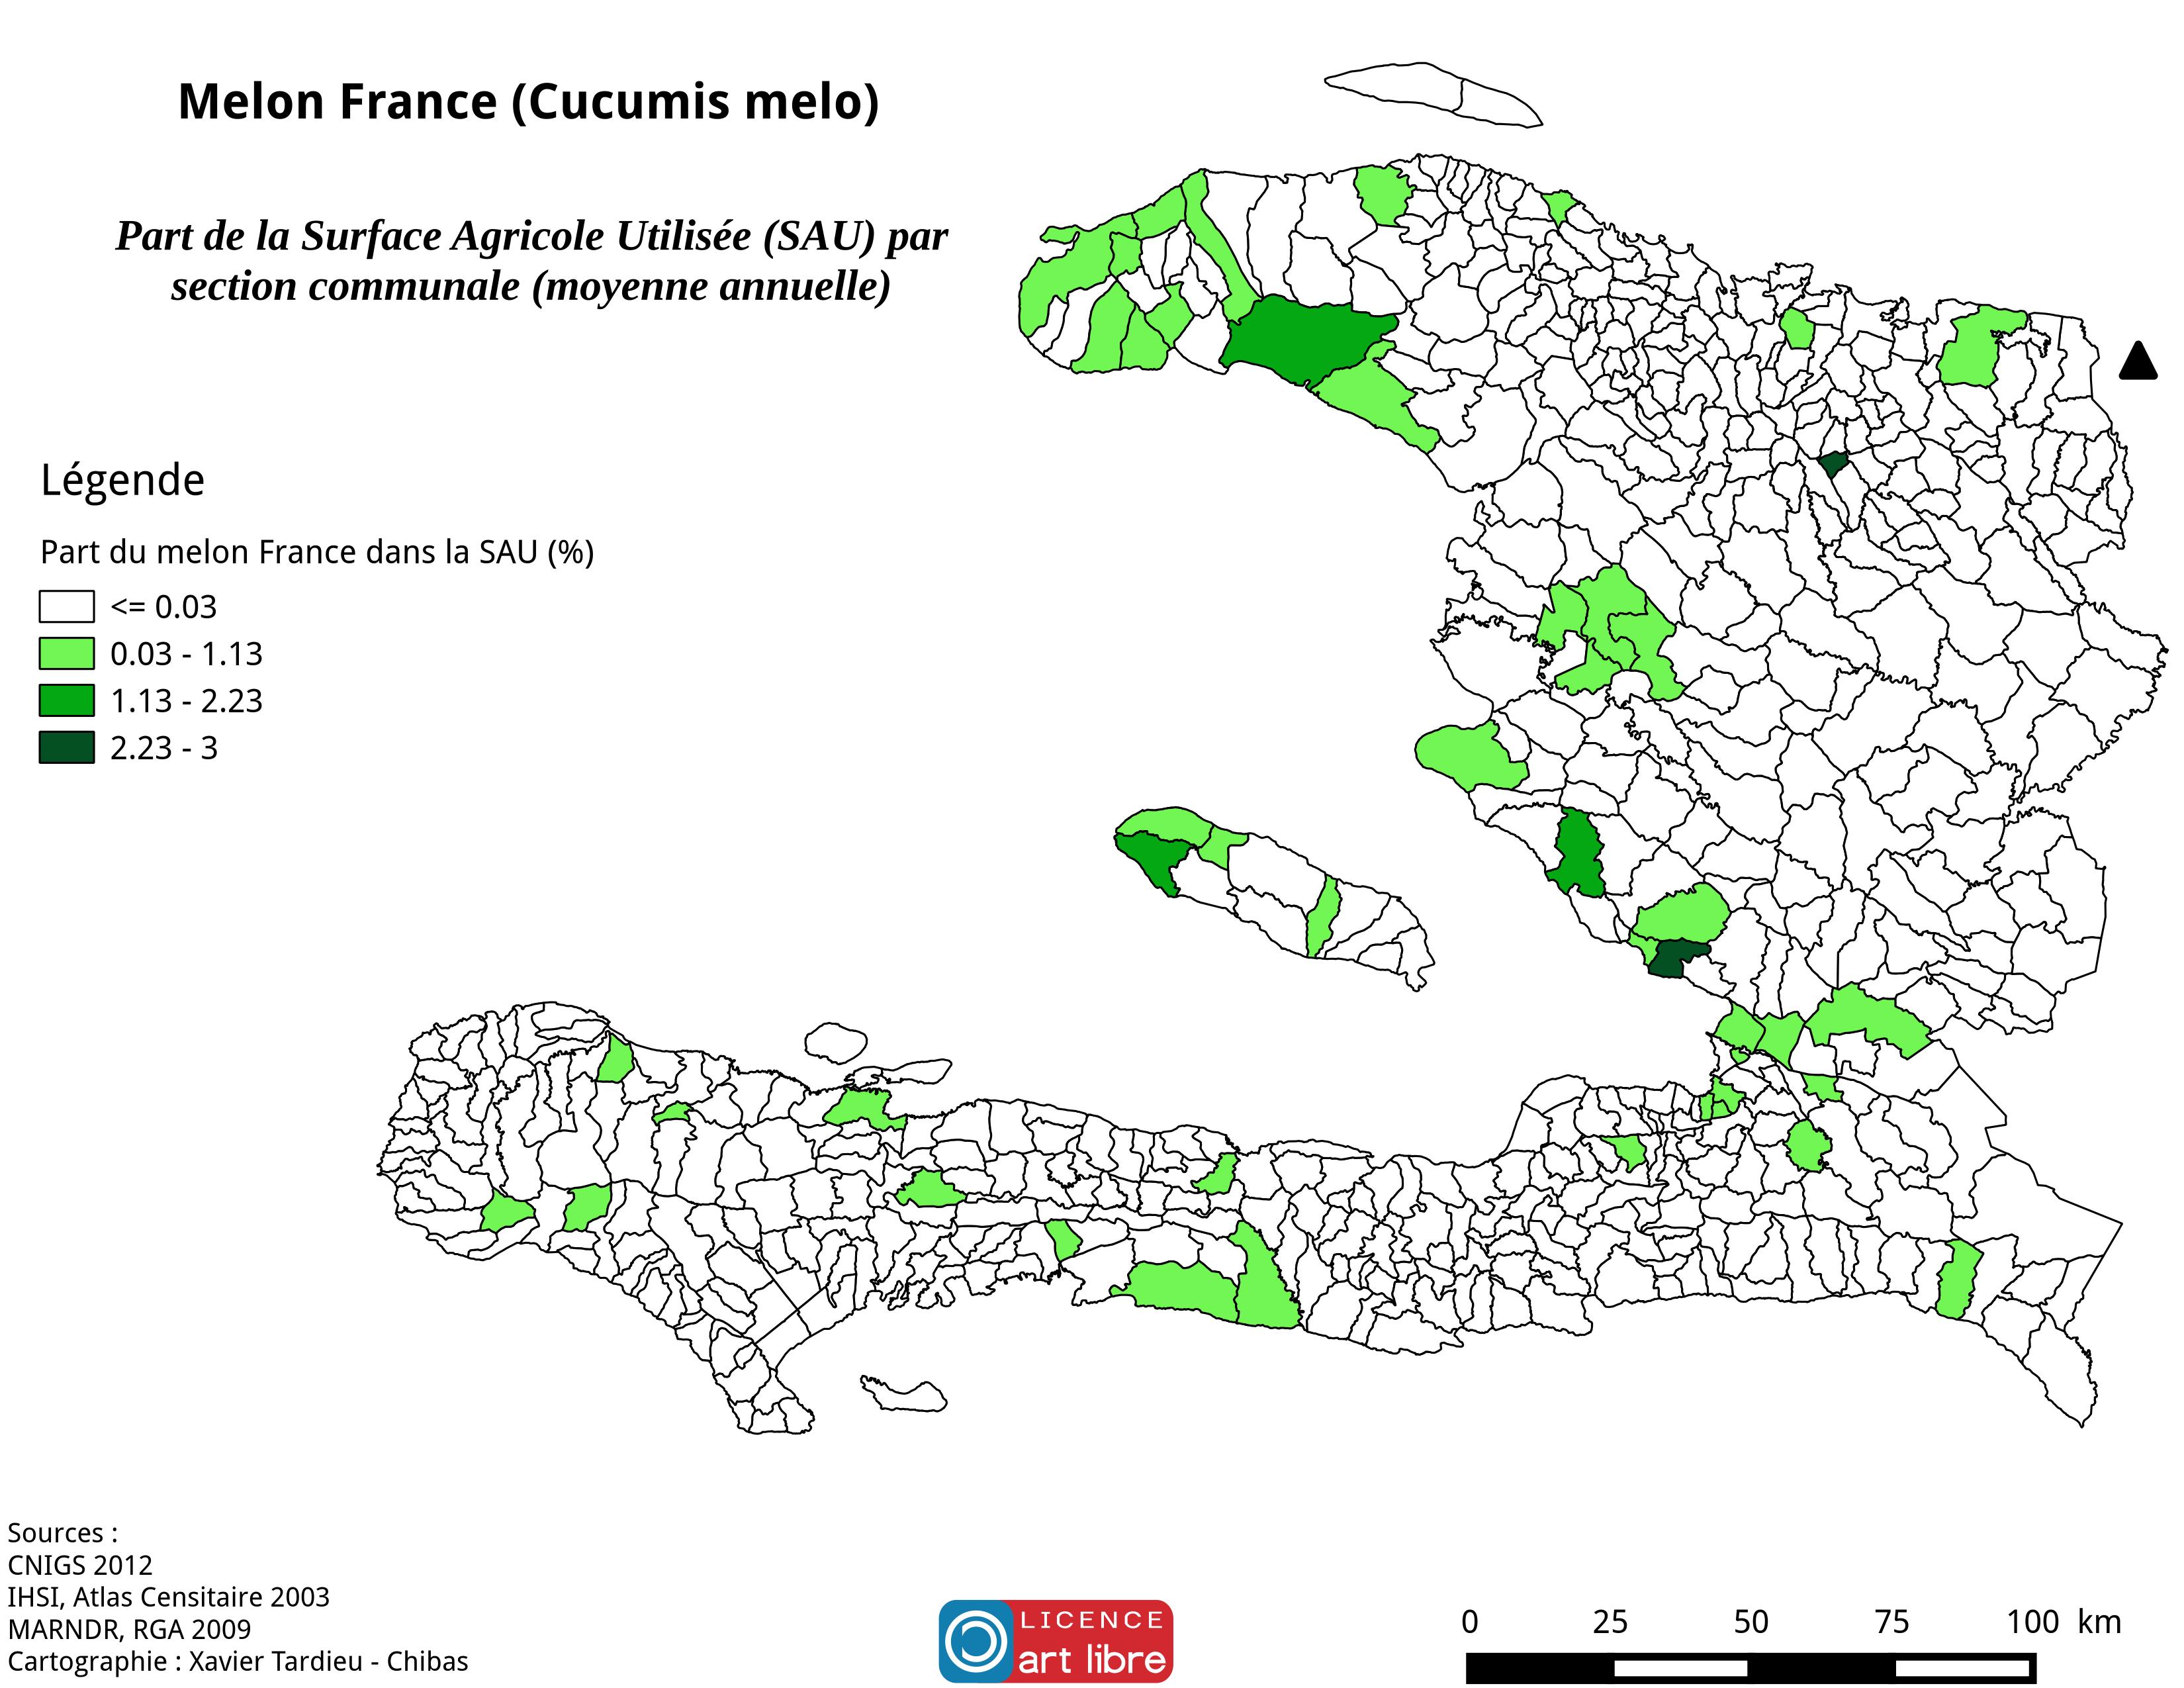 Melon France (Cucumis melo)
Part de la Surface Agricole Utilisée (SAU) par
section communale (moyenne annuelle)
Légende
Part du melon France dans la SAU (%)
<= 0.03
0.03 - 1.13
1.13 - 2.23
2.23 - 3
Sources :
CNIGS 2012
IHSI, Atlas Censitaire 2003
MARNDR, RGA 2009
Cartographie : Xavier Tardieu - Chibas
LICENCE
art libre
0 25 50 75 100 km